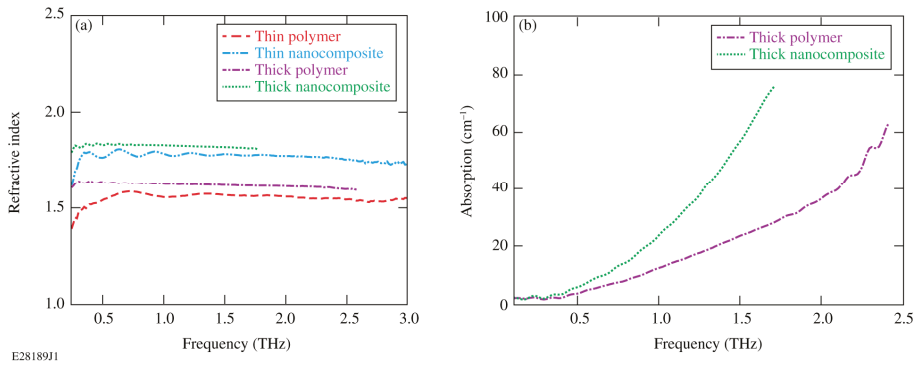 (a)
Thin polymer
Thin nanocomposite
Thick polymer
Thick nanocomposite
2.5
2.0
1.5
1.0
Refractive index
0.5 1.0 1.5 2.0 2.5 3.0
Frequency (THz)
(b)
Thick polymer
Thick nanocomposite
100
80
60
40
20
0
Absorption (cm⁻¹)
0.5 1.0 1.5 2.0 2.5
Frequency (THz)
E28189J1